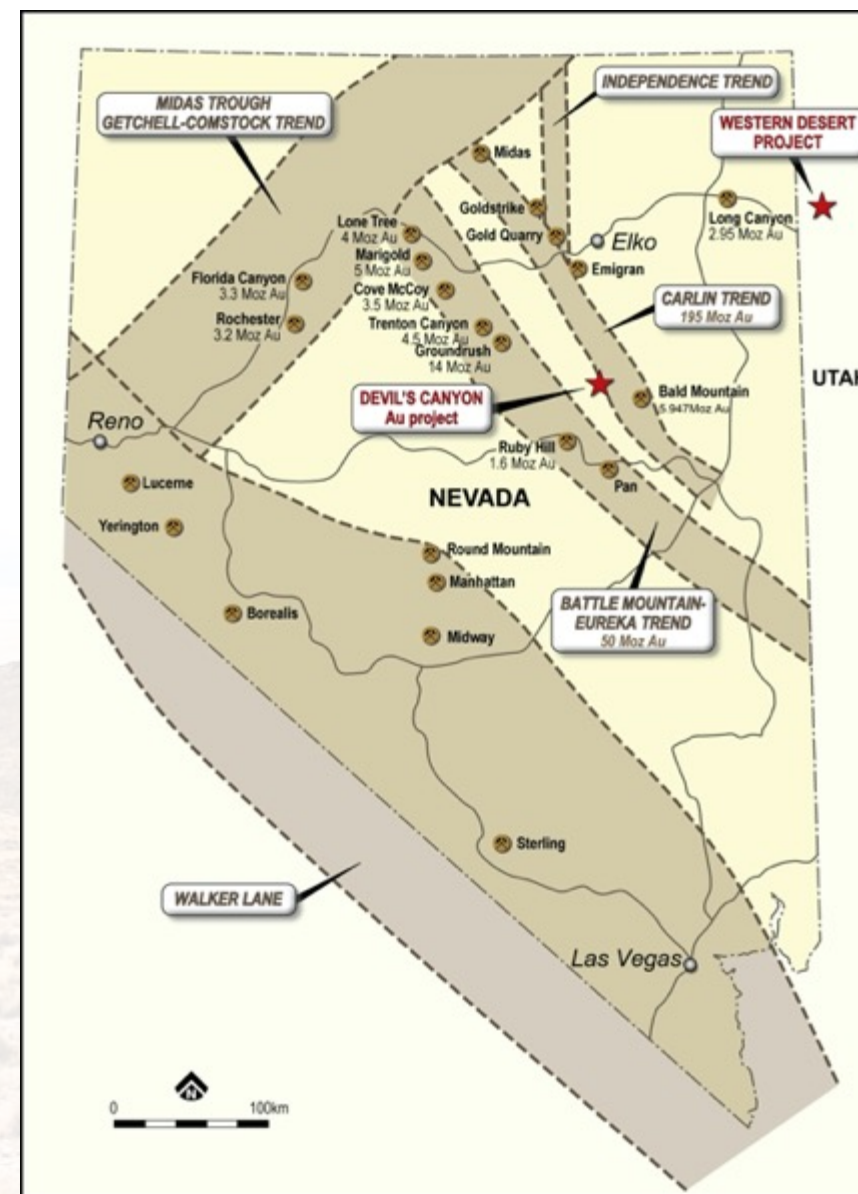 INDEPENDENCE TREND
MIDAS TROUGH
GETCHELL-COMSTOCK TREND
WESTERN DESERT
PROJECT
Midas
Goldstrike
Long Canyon
2.95 Moz Au
Lone Tree
4 Moz Au
Gold Quarry
Elko
Marigold
5 Moz Au
Emigran
Florida Canyon
3.3 Moz Au
Cove McCoy
3.5 Moz Au
CARLIN TREND
195 Moz Au
Rochester
3.2 Moz Au
Trenton Canyon
4.5 Moz Au
Groundrush
14 Moz Au
UTAH
DEVIL'S CANYON
Au project
Bald Mountain
5.947Moz Au
Reno
Ruby Hill
1.6 Moz Au
Pan
Lucerne
NEVADA
Yerington
Round Mountain
Manhattan
BATTLE MOUNTAIN-
EUREKA TREND
50 Moz Au
Borealis
Midway
Sterling
WALKER LANE
Las Vegas
N
0 100km